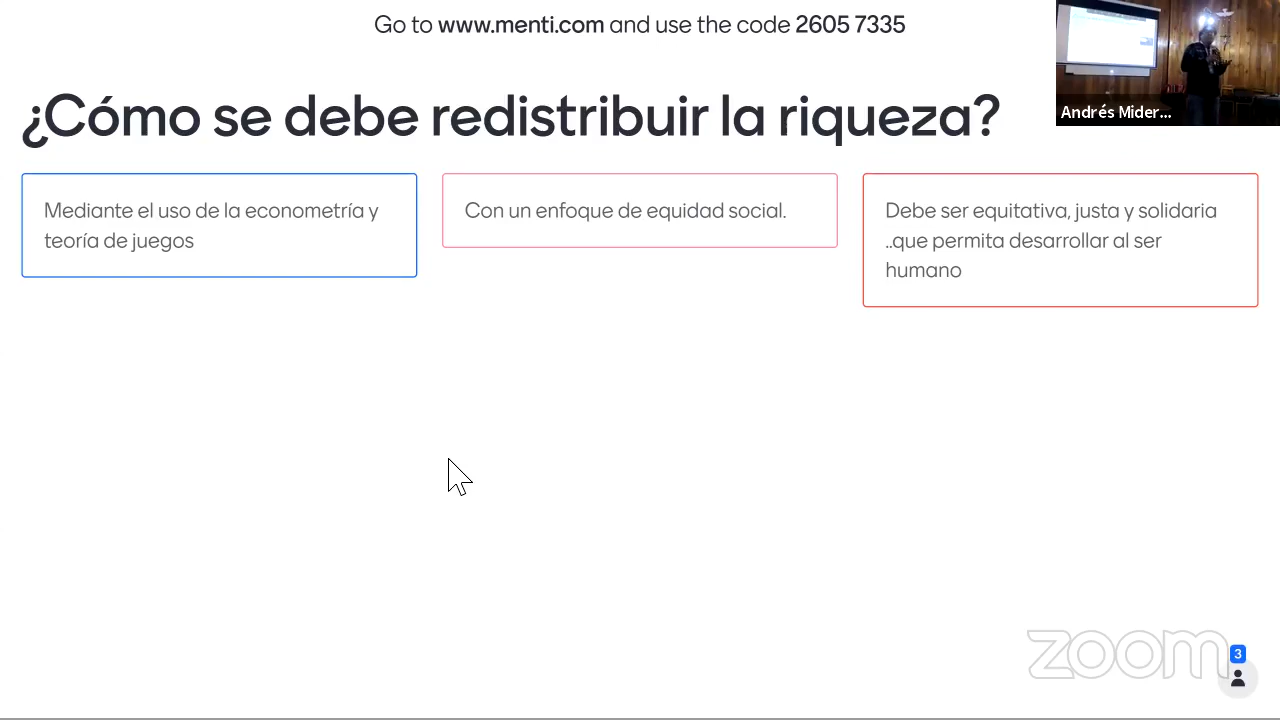 Go to www.menti.com and use the code 2605 7335
¿Cómo se debe redistribuir la riqueza?
Andrés Mider...
Mediante el uso de la econometría y
teoría de juegos
Con un enfoque de equidad social.
Debe ser equitativa, justa y solidaria
..que permita desarrollar al ser
humano
zoom
3